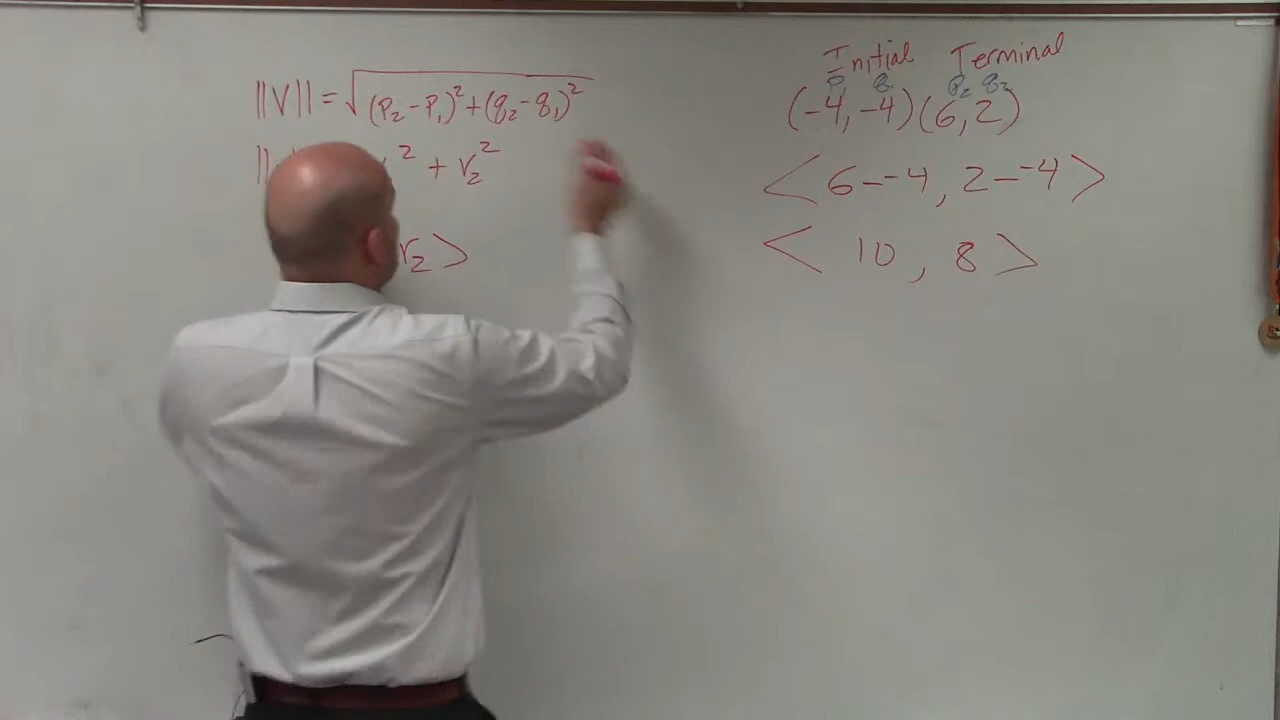 ||V|| = √(P₂-P₁)²+(q₂-q₁)²
² + V₂²
V₂ >
Initial Terminal
P₁ q₁ P₂ q₂
(-4, -4)(6, 2)
< 6--4, 2--4 >
< 10, 8 >